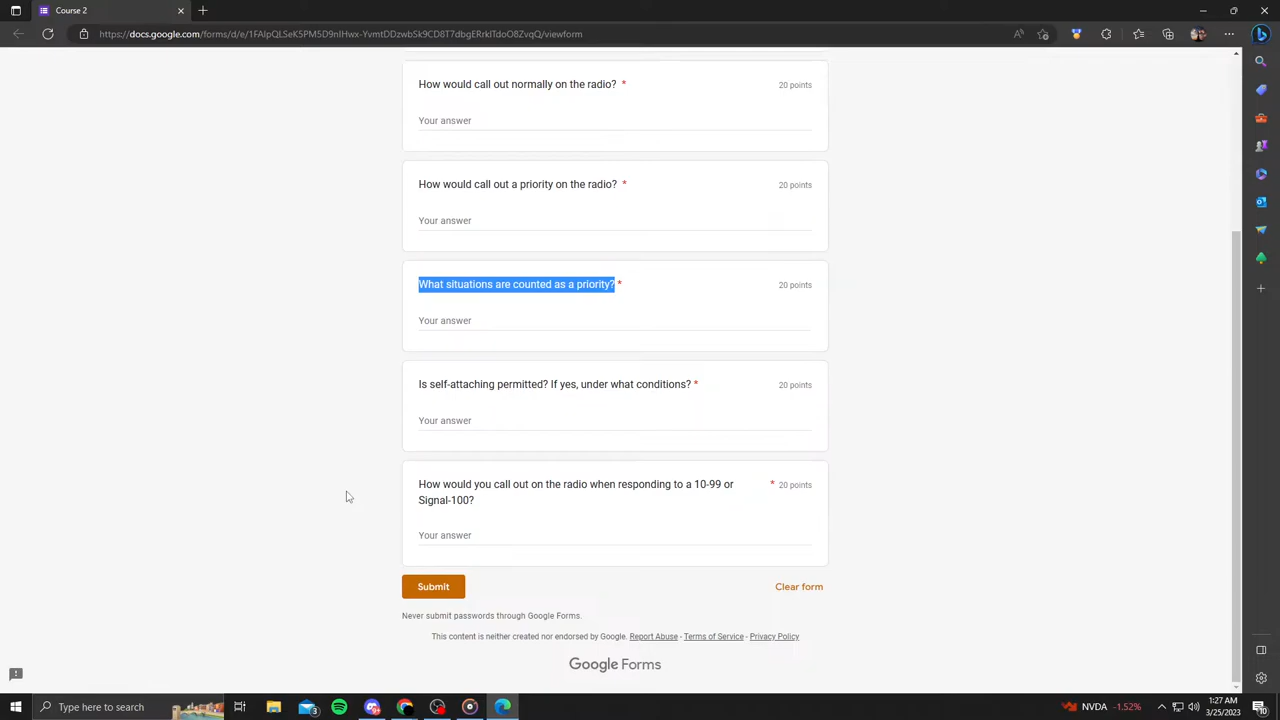 Course 2
https://docs.google.com/forms/d/e/1FAIpQLSeK5PM5D9nIHwx-YvmtDDzwbSk9CD8T7dbgERrkITdoO8ZvqQ/viewform
How would call out normally on the radio? *
20 points
Your answer
How would call out a priority on the radio? *
20 points
Your answer
What situations are counted as a priority? *
20 points
Your answer
Is self-attaching permitted? If yes, under what conditions? *
20 points
Your answer
How would you call out on the radio when responding to a 10-99 or
Signal-100?
* 20 points
Your answer
Submit
Clear form
Never submit passwords through Google Forms.
This content is neither created nor endorsed by Google. Report Abuse - Terms of Service - Privacy Policy
Google Forms
Type here to search
NVDA -1.52%
1:27 AM
3/25/2023